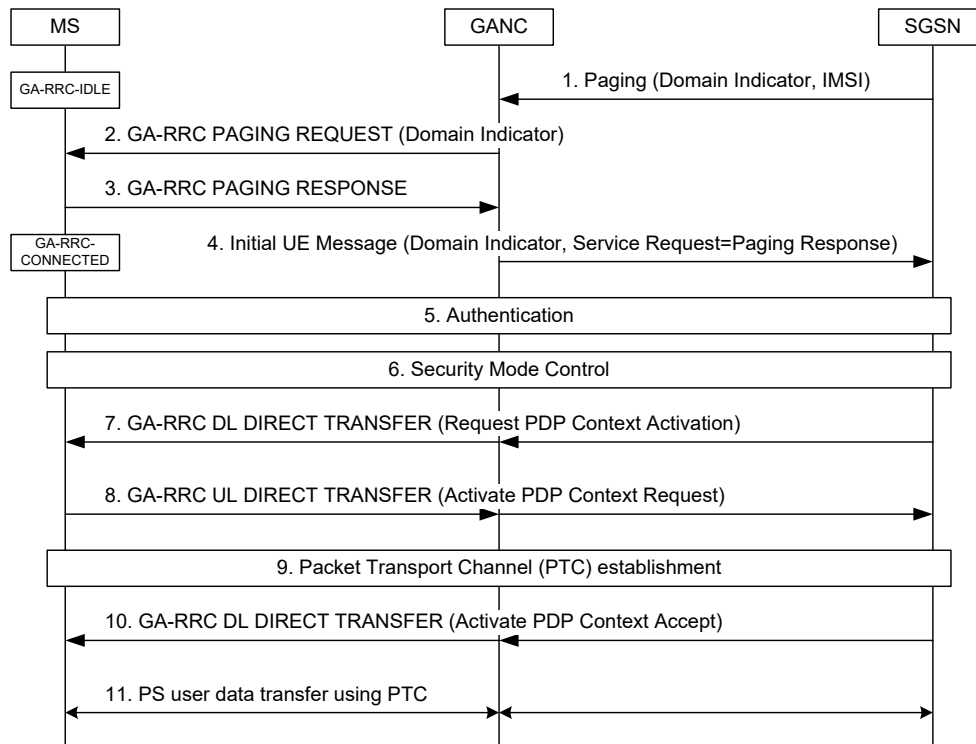 MS
GANC
SGSN
GA-RRC-IDLE
1. Paging (Domain Indicator, IMSI)
2. GA-RRC PAGING REQUEST (Domain Indicator)
3. GA-RRC PAGING RESPONSE
GA-RRC-
CONNECTED
4. Initial UE Message (Domain Indicator, Service Request=Paging Response)
5. Authentication
6. Security Mode Control
7. GA-RRC DL DIRECT TRANSFER (Request PDP Context Activation)
8. GA-RRC UL DIRECT TRANSFER (Activate PDP Context Request)
9. Packet Transport Channel (PTC) establishment
10. GA-RRC DL DIRECT TRANSFER (Activate PDP Context Accept)
11. PS user data transfer using PTC